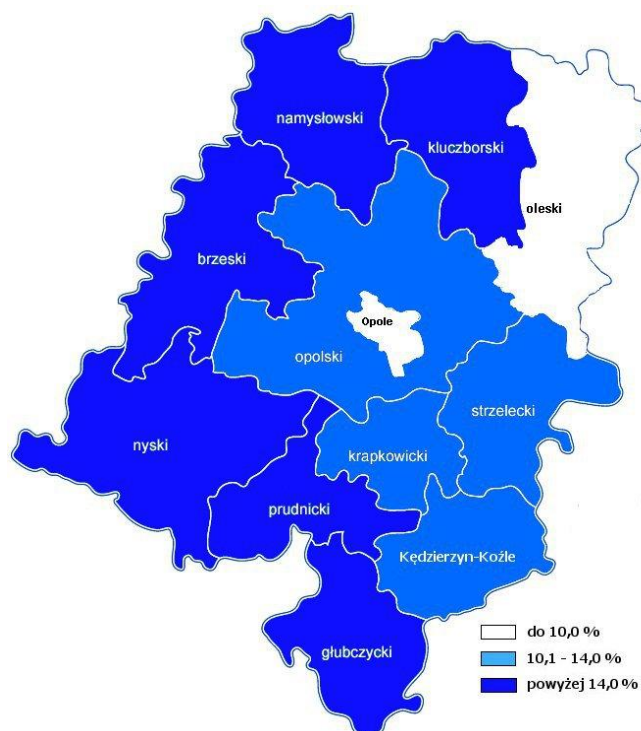 namysłowski
kluczborski
oleski
brzeski
Opole
opolski
strzelecki
nyski
krapkowicki
prudnicki
Kędzierzyn-Koźle
głubczycki
do 10,0 %
10,1 - 14,0 %
powyżej 14,0 %